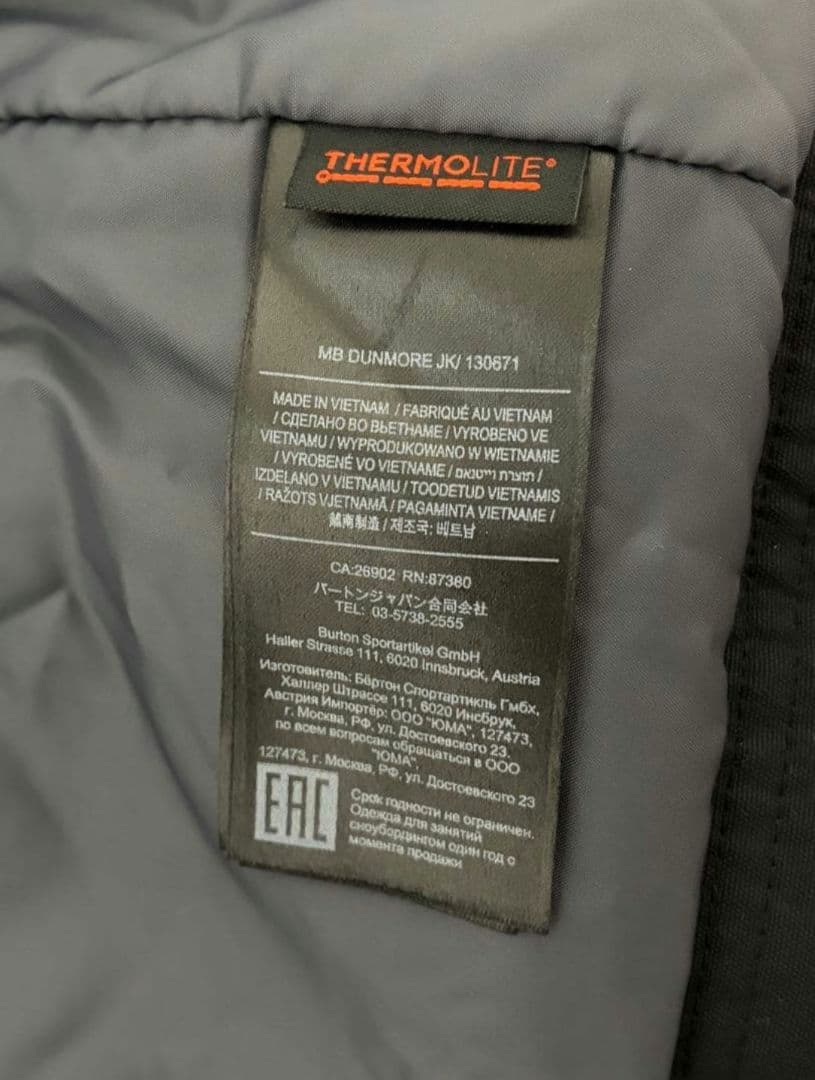 THERMOLITE®
MB DUNMORE JK/ 130671
MADE IN VIETNAM / FABRIQUÉ AU VIETNAM
/ СДЕЛАНО ВО ВЬЕТНАМЕ / VYROBENO VE
VIETNAMU / WYPRODUKOWANO W WIETNAMIE
/ VYROBENÉ VO VIETNAME / תוצרת וייטנאם /
IZDELANO V VIETNAMU / TOODETUD VIETNAMIS
/ RAŽOTS VJETNAMĀ / PAGAMINTA VIETNAME /
越南制造 / 제조국: 베트남
CA:26902 RN:87380
バートンジャパン合同会社
TEL: 03-5738-2555
Burton Sportartikel GmbH
Haller Strasse 111, 6020 Innsbruck, Austria
Изготовитель: Бёртон Спортартикль Гмбх,
Халлер Штрассе 111, 6020 Инсбрук,
Австрия Импортёр: ООО "ЮМА", 127473,
г. Москва, РФ, ул. Достоевского 23.
по всем вопросам обращаться в ООО
"ЮМА",
127473, г. Москва, РФ, ул. Достоевского 23
EAC
Срок годности не ограничен.
Одежда для занятий
сноубордингом один год с
момента продажи